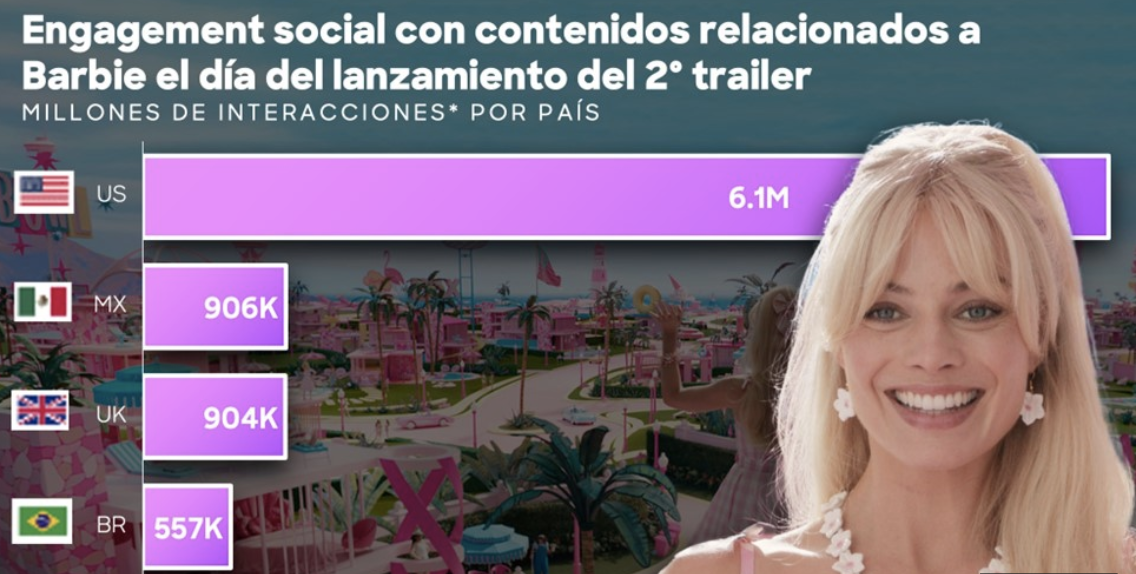 Engagement social con contenidos relacionados a
Barbie el día del lanzamiento del 2° trailer
MILLONES DE INTERACCIONES* POR PAÍS
US 6.1M
MX 906K
UK 904K
BR 557K